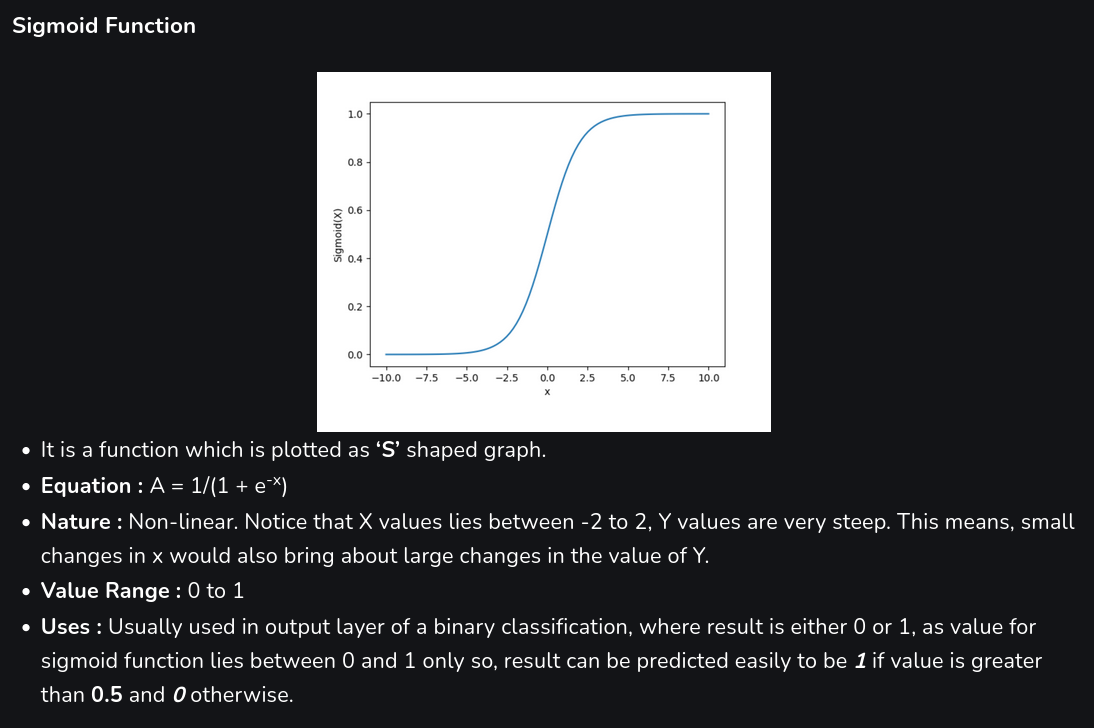 Sigmoid Function
1.0
0.8
0.6
0.4
0.2
0.0
Sigmoid(X)
−10.0 −7.5 −5.0 −2.5 0.0 2.5 5.0 7.5 10.0
x
• It is a function which is plotted as ‘S’ shaped graph.
• Equation : A = 1/(1 + e⁻ˣ)
• Nature : Non-linear. Notice that X values lies between -2 to 2, Y values are very steep. This means, small
changes in x would also bring about large changes in the value of Y.
• Value Range : 0 to 1
• Uses : Usually used in output layer of a binary classification, where result is either 0 or 1, as value for
sigmoid function lies between 0 and 1 only so, result can be predicted easily to be 1 if value is greater
than 0.5 and 0 otherwise.